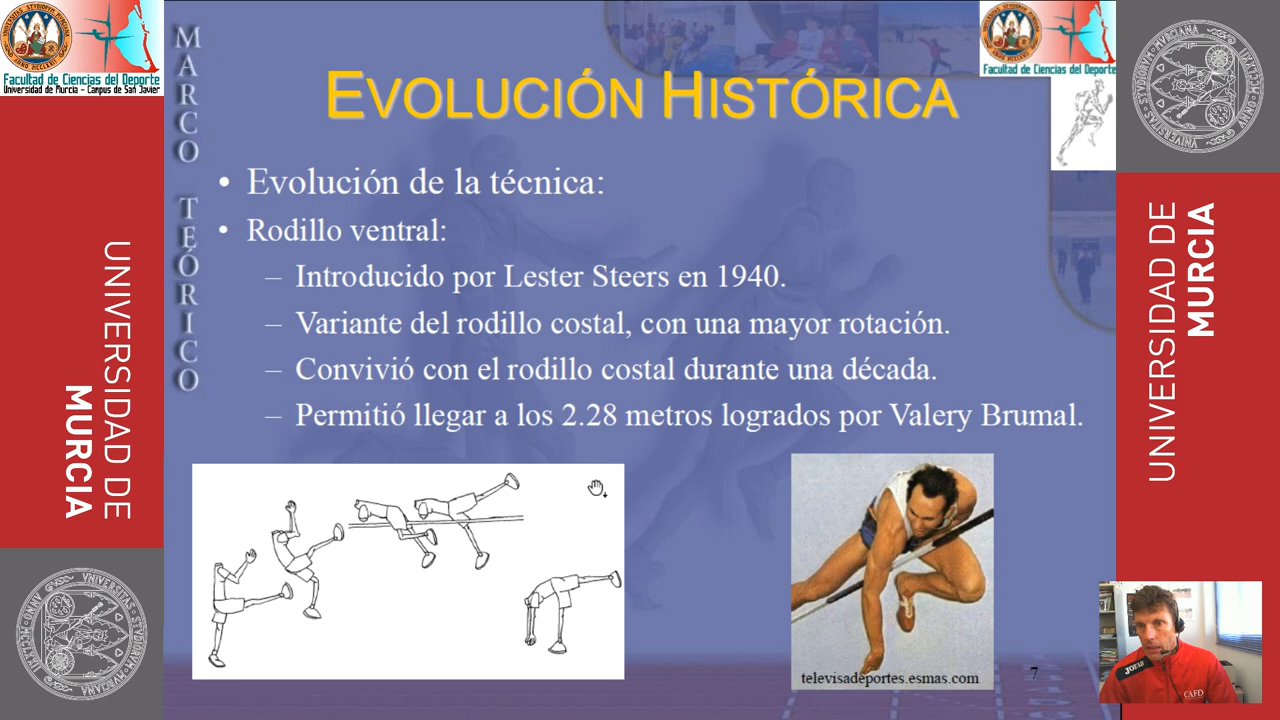 Facultad de Ciencias del Deporte
Universidad de Murcia - Campus de San Javier
UNIVERSIDAD DE
MURCIA
MARCO TEÓRICO
EVOLUCIÓN HISTÓRICA
• Evolución de la técnica:
• Rodillo ventral:
– Introducido por Lester Steers en 1940.
– Variante del rodillo costal, con una mayor rotación.
– Convivió con el rodillo costal durante una década.
– Permitió llegar a los 2.28 metros logrados por Valery Brumal.
televisadeportes.esmas.com
7
Facultad de Ciencias del Deporte
UNIVERSIDAD DE
MURCIA
JOMA
CAFD